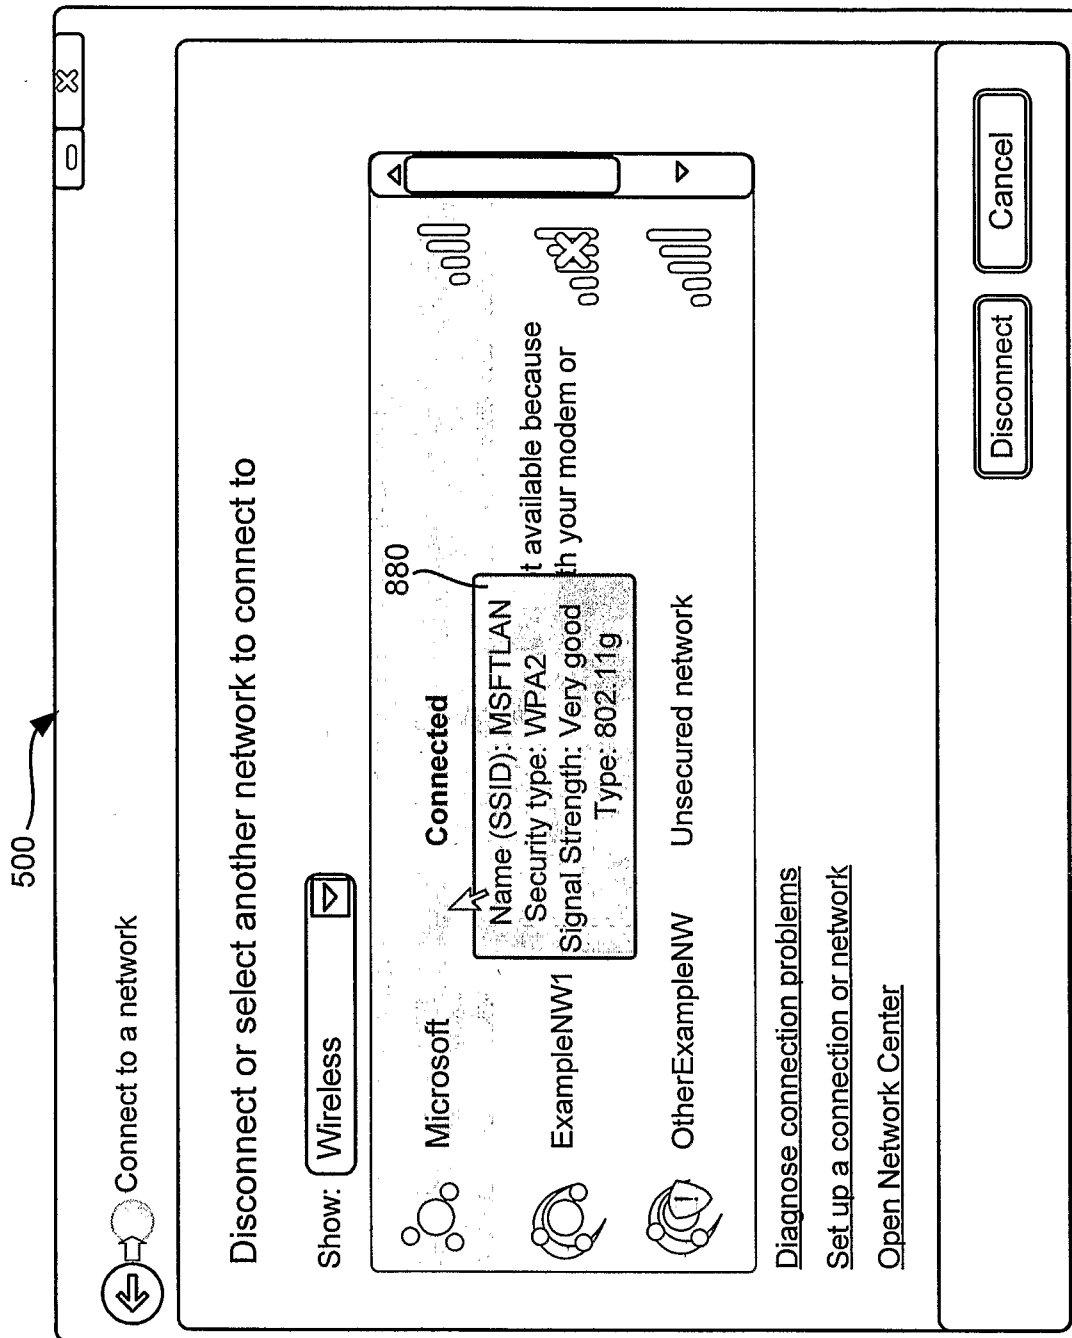 500
X
Connect to a network
Disconnect or select another network to connect to
Show: Wireless
880
Microsoft Connected
Name (SSID): MSFTLAN
Security type: WPA2
Signal Strength: Very good
Type: 802.11g
ExampleNW1 t available because
th your modem or
OtherExampleNW Unsecured network
!
Diagnose connection problems
Set up a connection or network
Open Network Center
Disconnect Cancel